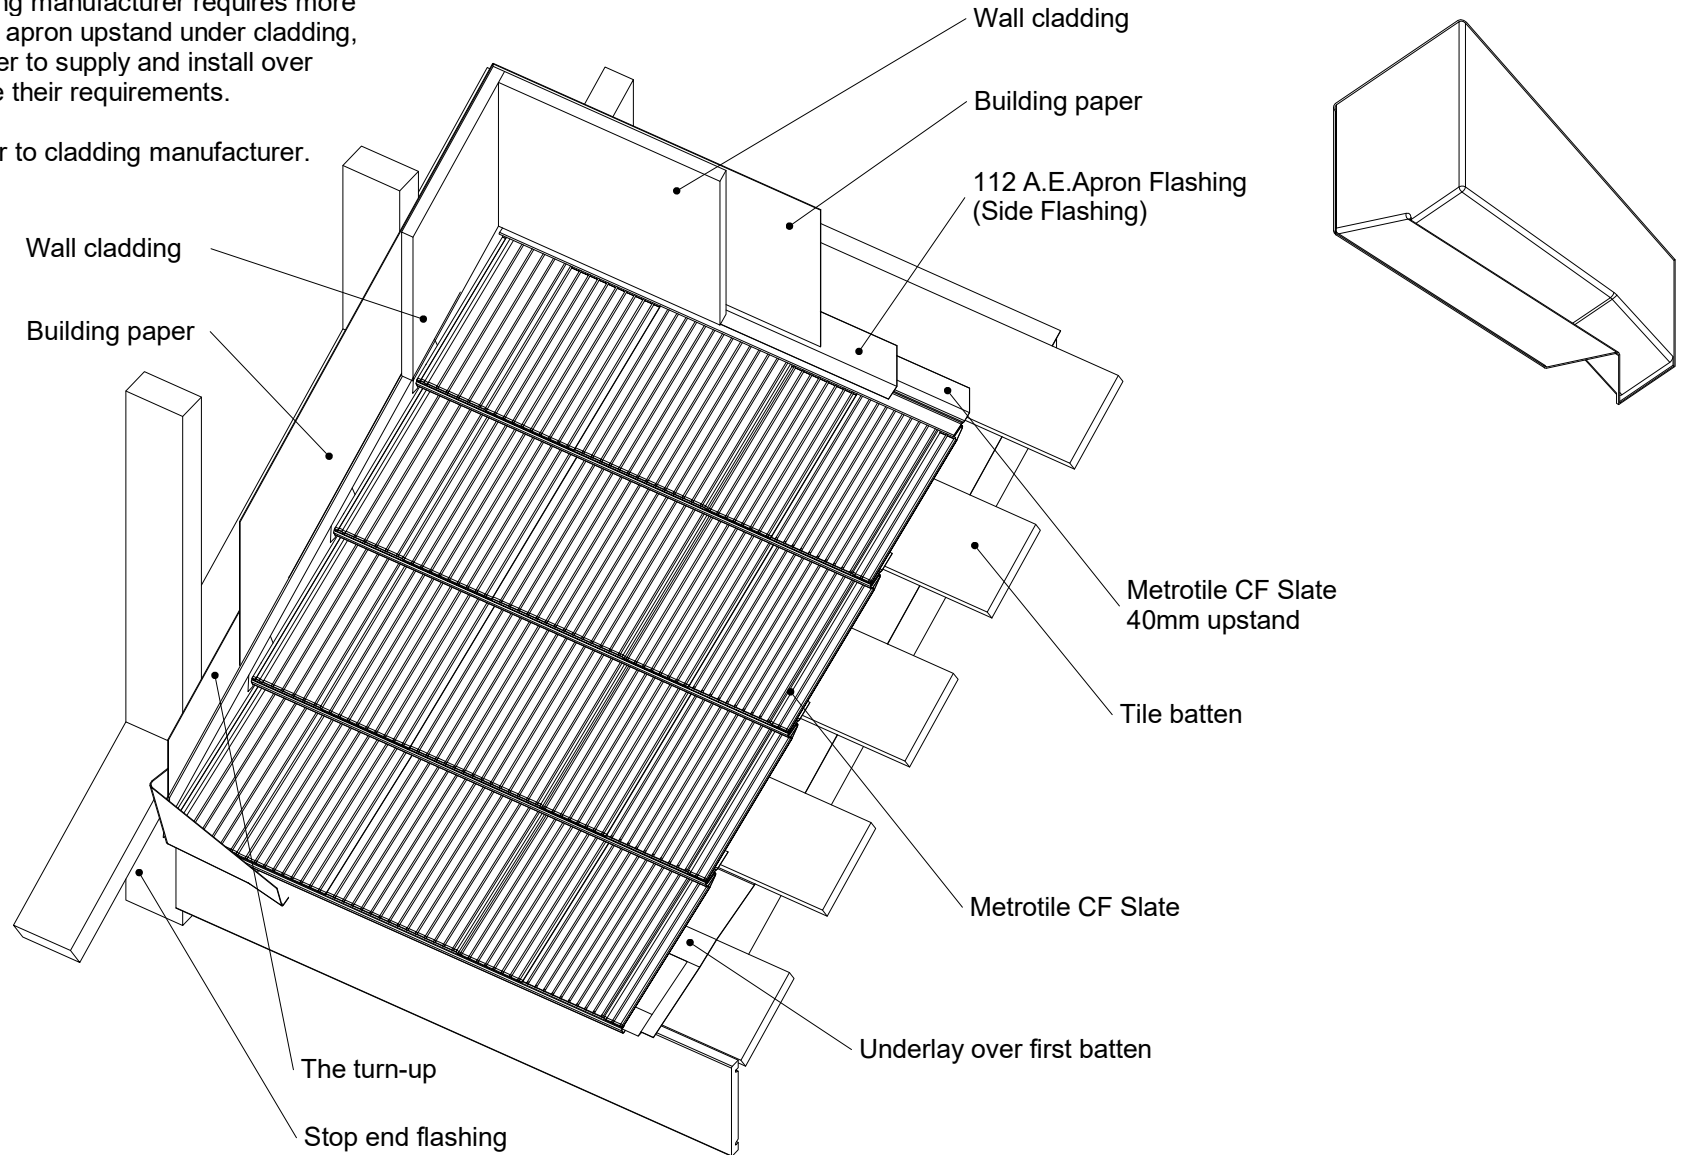 ng manufacturer requires more
apron upstand under cladding,
er to supply and install over
e their requirements.
r to cladding manufacturer.
Wall cladding
Building paper
112 A.E.Apron Flashing
(Side Flashing)
Wall cladding
Building paper
Metrotile CF Slate
40mm upstand
Tile batten
Metrotile CF Slate
Underlay over first batten
The turn-up
Stop end flashing